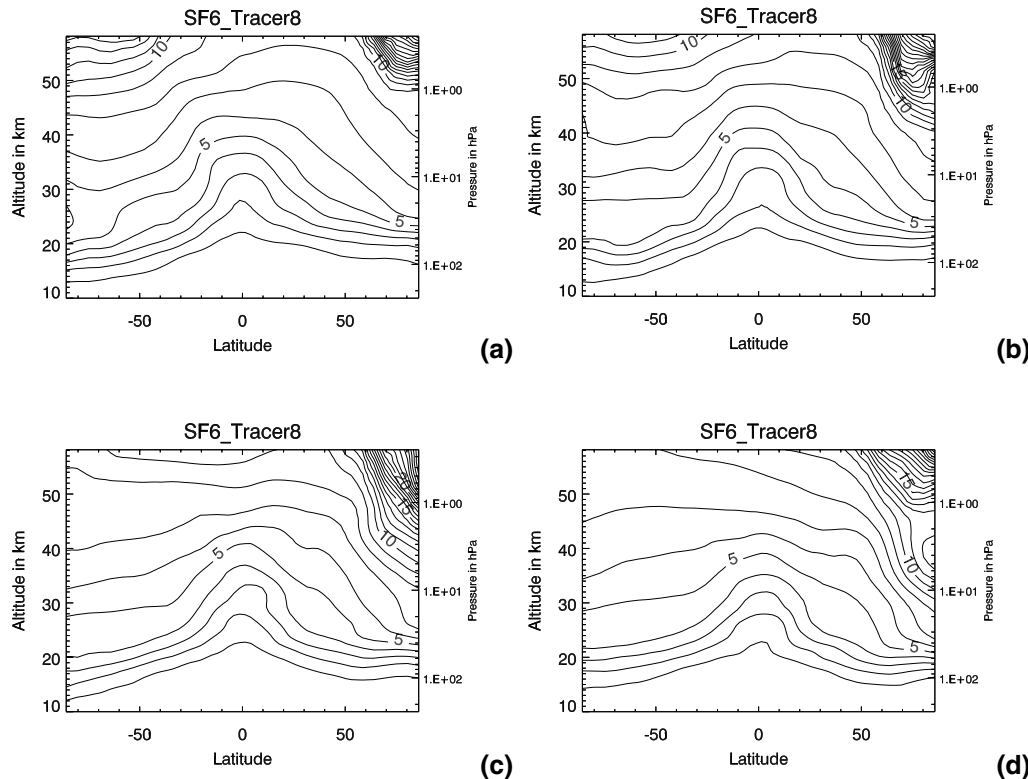 SF6_Tracer8
10
5
5
Altitude in km
50
40
30
20
10
1.E+00
1.E+01
1.E+02
Pressure in hPa
-50 0 50
Latitude
(a)
SF6_Tracer8
10
15
10
5
5
Altitude in km
50
40
30
20
10
1.E+00
1.E+01
1.E+02
Pressure in hPa
-50 0 50
Latitude
(b)
SF6_Tracer8
20
15
10
5
5
Altitude in km
50
40
30
20
10
1.E+00
1.E+01
1.E+02
Pressure in hPa
-50 0 50
Latitude
(c)
SF6_Tracer8
15
10
5
5
Altitude in km
50
40
30
20
10
1.E+00
1.E+01
1.E+02
Pressure in hPa
-50 0 50
Latitude
(d)